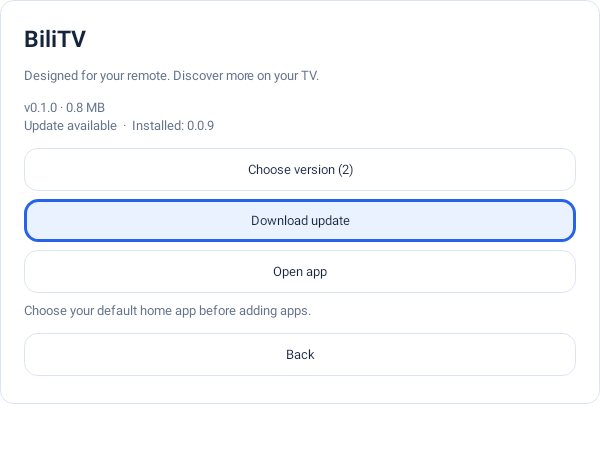 BiliTV
Designed for your remote. Discover more on your TV.
v0.1.0 · 0.8 MB
Update available · Installed: 0.0.9
Choose version (2)
Download update
Open app
Choose your default home app before adding apps.
Back